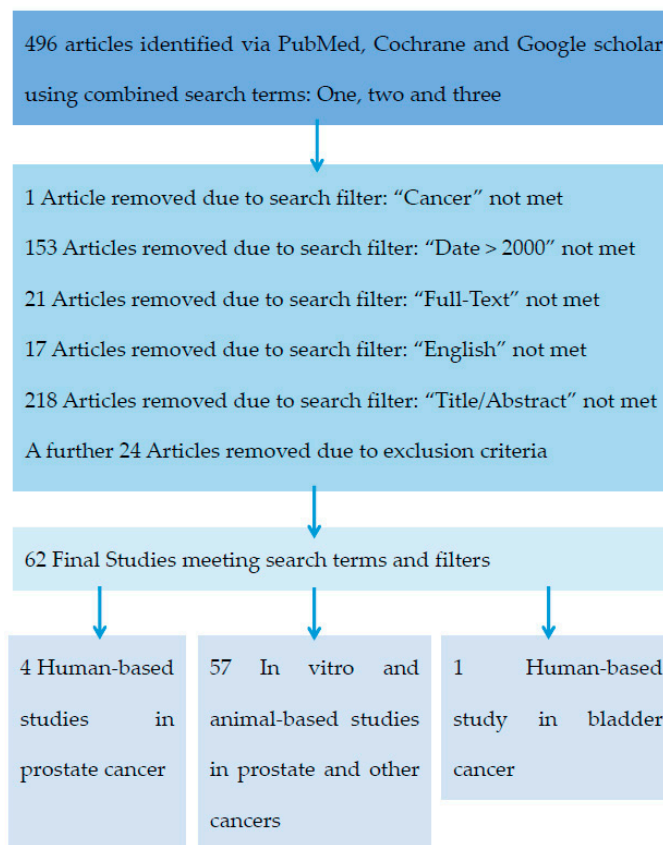 496 articles identified via PubMed, Cochrane and Google scholar
using combined search terms: One, two and three
1 Article removed due to search filter: “Cancer” not met
153 Articles removed due to search filter: “Date > 2000” not met
21 Articles removed due to search filter: “Full-Text” not met
17 Articles removed due to search filter: “English” not met
218 Articles removed due to search filter: “Title/Abstract” not met
A further 24 Articles removed due to exclusion criteria
62 Final Studies meeting search terms and filters
4 Human-based
studies in
prostate cancer
57 In vitro and
animal-based studies
in prostate and other
cancers
1 Human-based
study in bladder
cancer